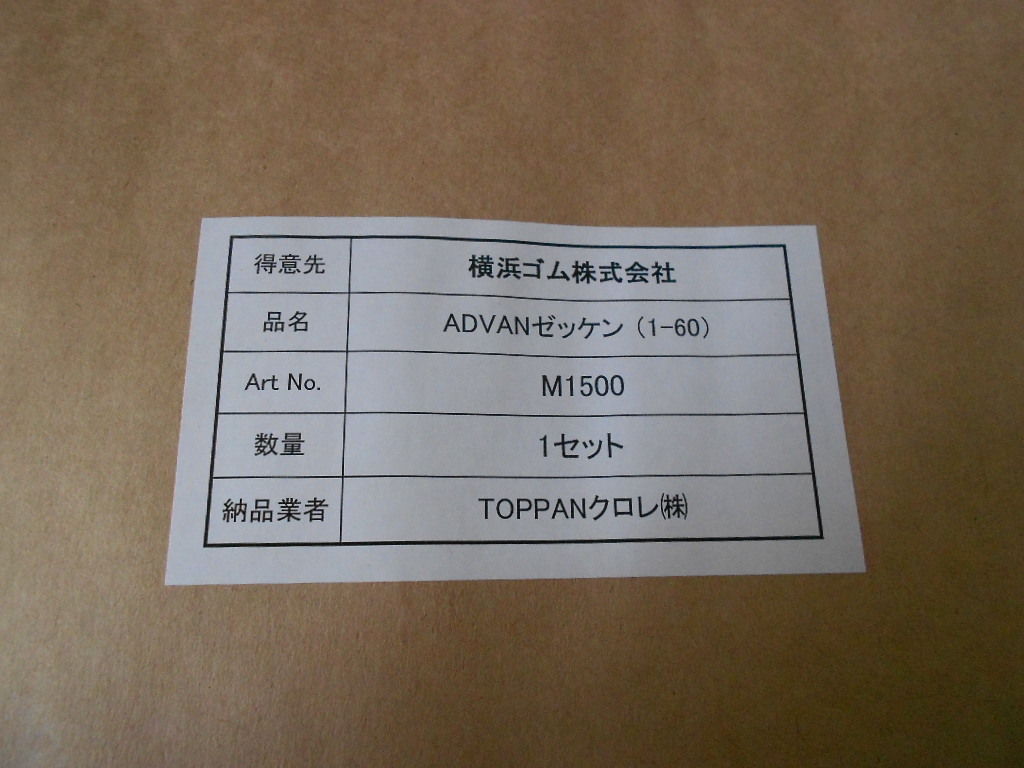 得意先 横浜ゴム株式会社
品名 ADVANゼッケン（1-60）
Art No. M1500
数量 1セット
納品業者 TOPPANクロレ㈱